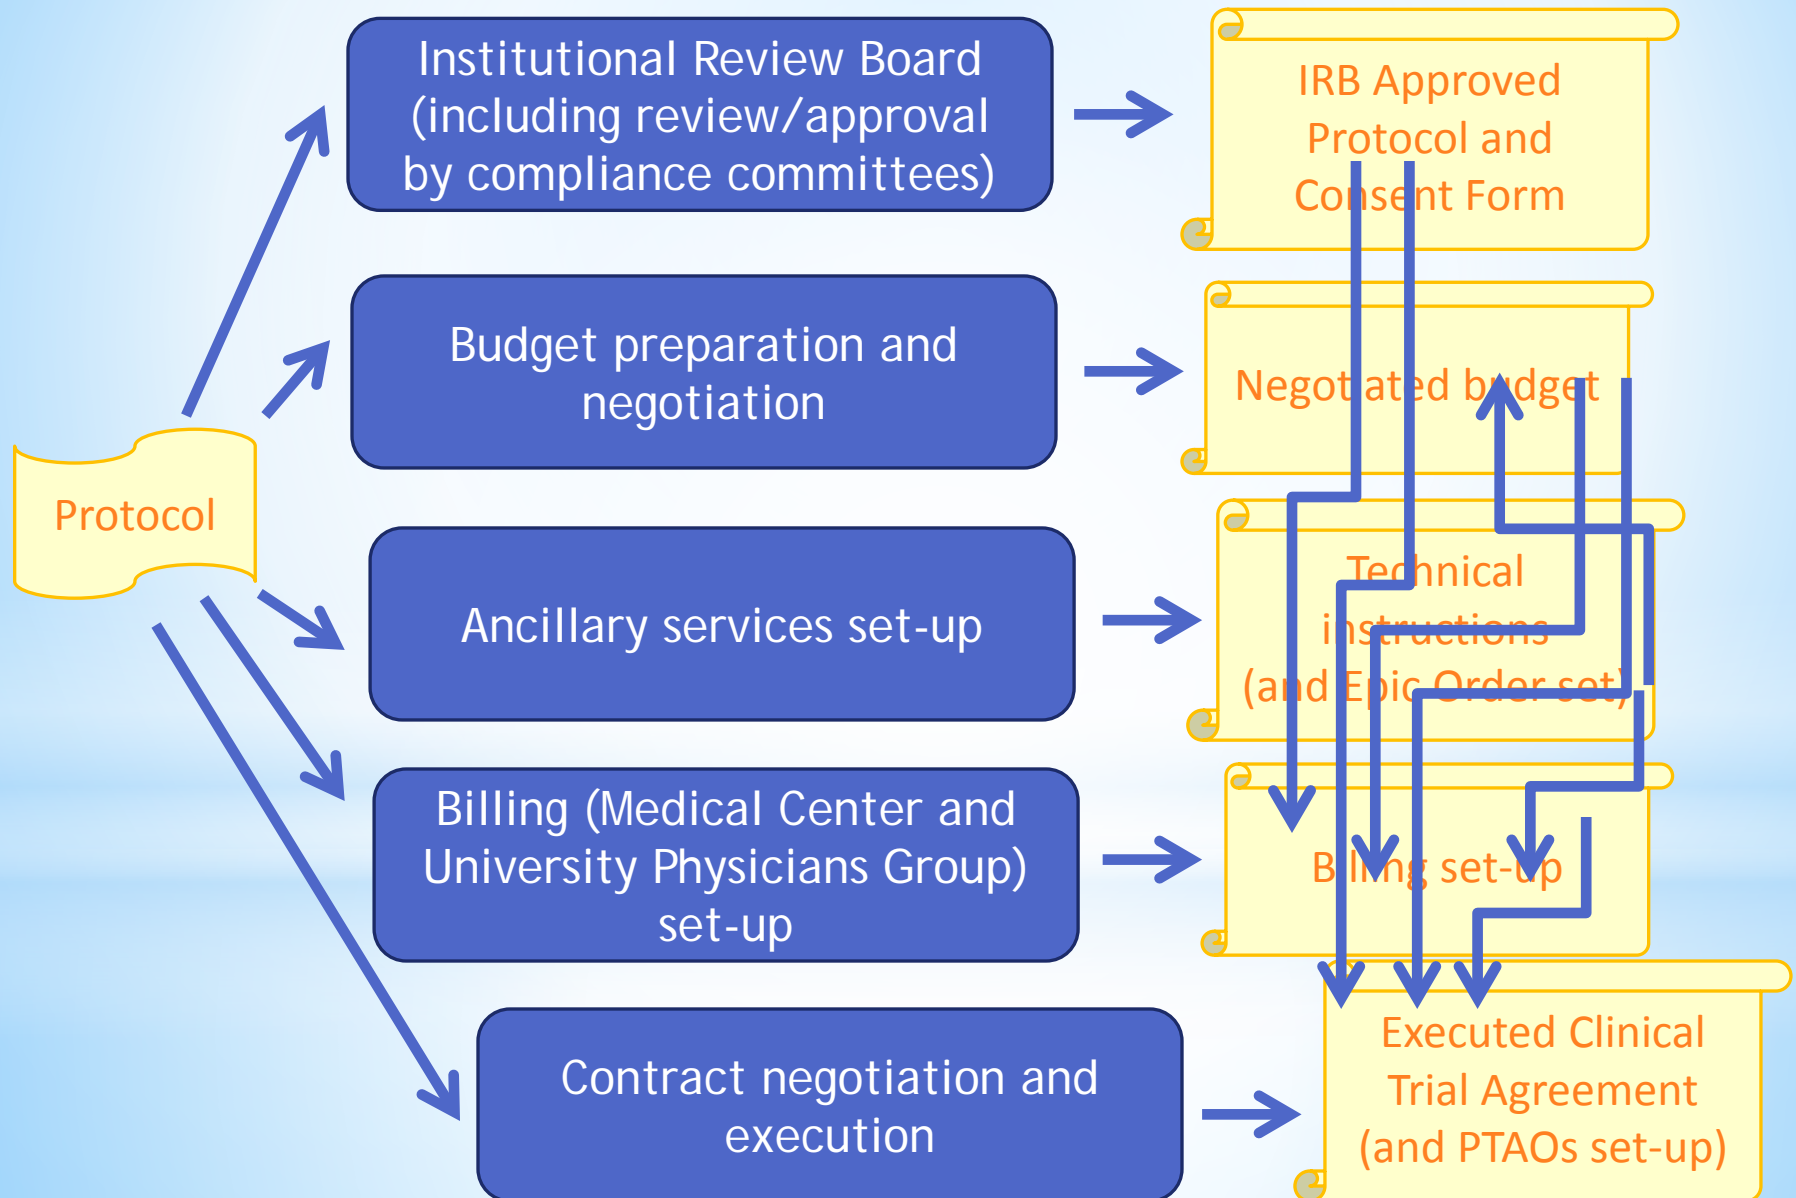 Institutional Review Board
(including review/approval
by compliance committees)
IRB Approved
Protocol and
Consent Form
Budget preparation and
negotiation
Negotiated budget
Protocol
Ancillary services set-up
Technical
instructions
(and Epic Order set)
Billing (Medical Center and
University Physicians Group)
set-up
Billing set-up
Contract negotiation and
execution
Executed Clinical
Trial Agreement
(and PTAOs set-up)